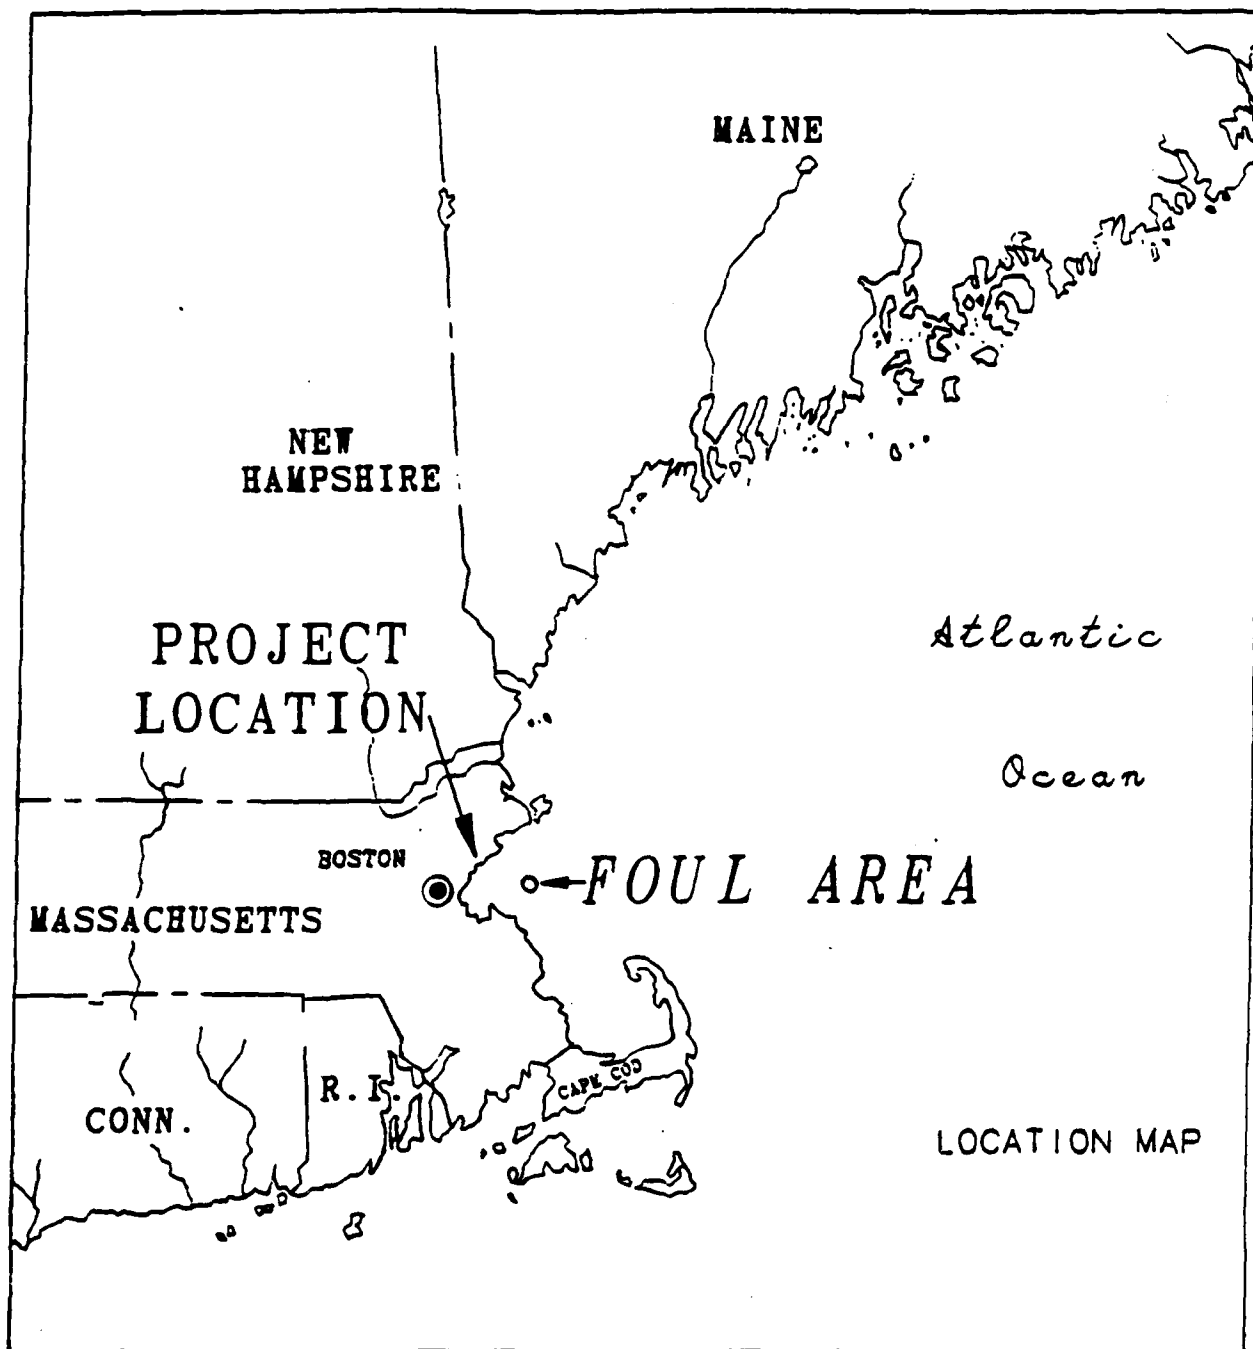 MAINE
NEW
HAMPSHIRE
PROJECT
LOCATION
Atlantic
Ocean
BOSTON
FOUL AREA
MASSACHUSETTS
CAPE COD
R.I.
CONN.
LOCATION MAP